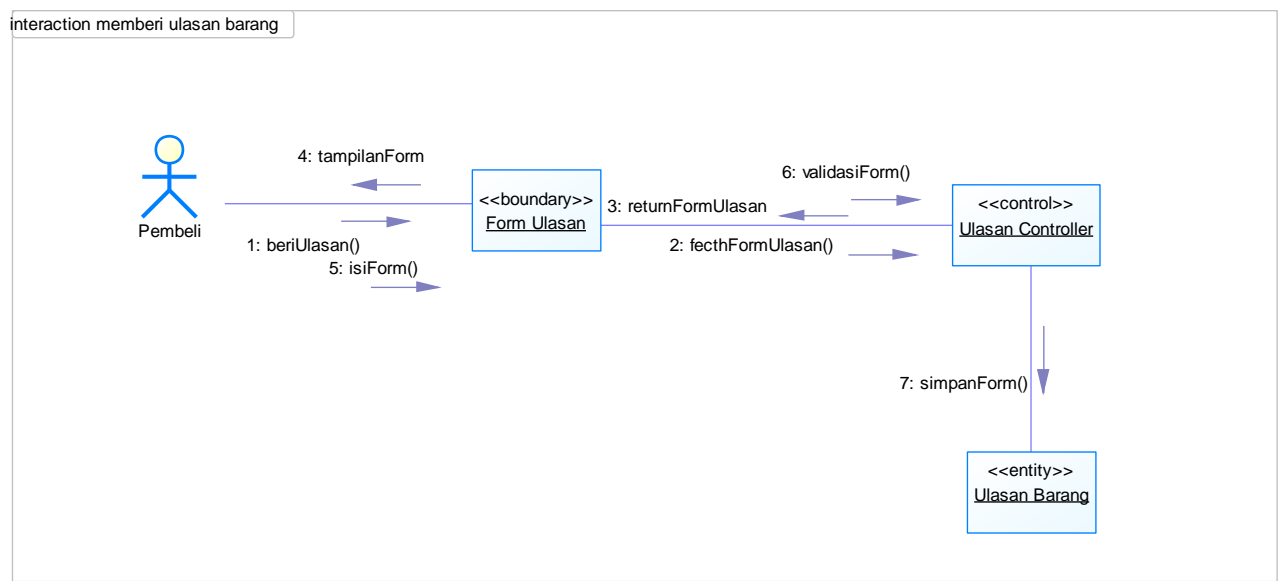 interaction memberi ulasan barang
4: tampilanForm
6: validasiForm()
<<boundary>>
Form Ulasan
3: returnFormUlasan
<<control>>
Ulasan Controller
Pembeli
1: beriUlasan()
2: fecthFormUlasan()
5: isiForm()
7: simpanForm()
<<entity>>
Ulasan Barang